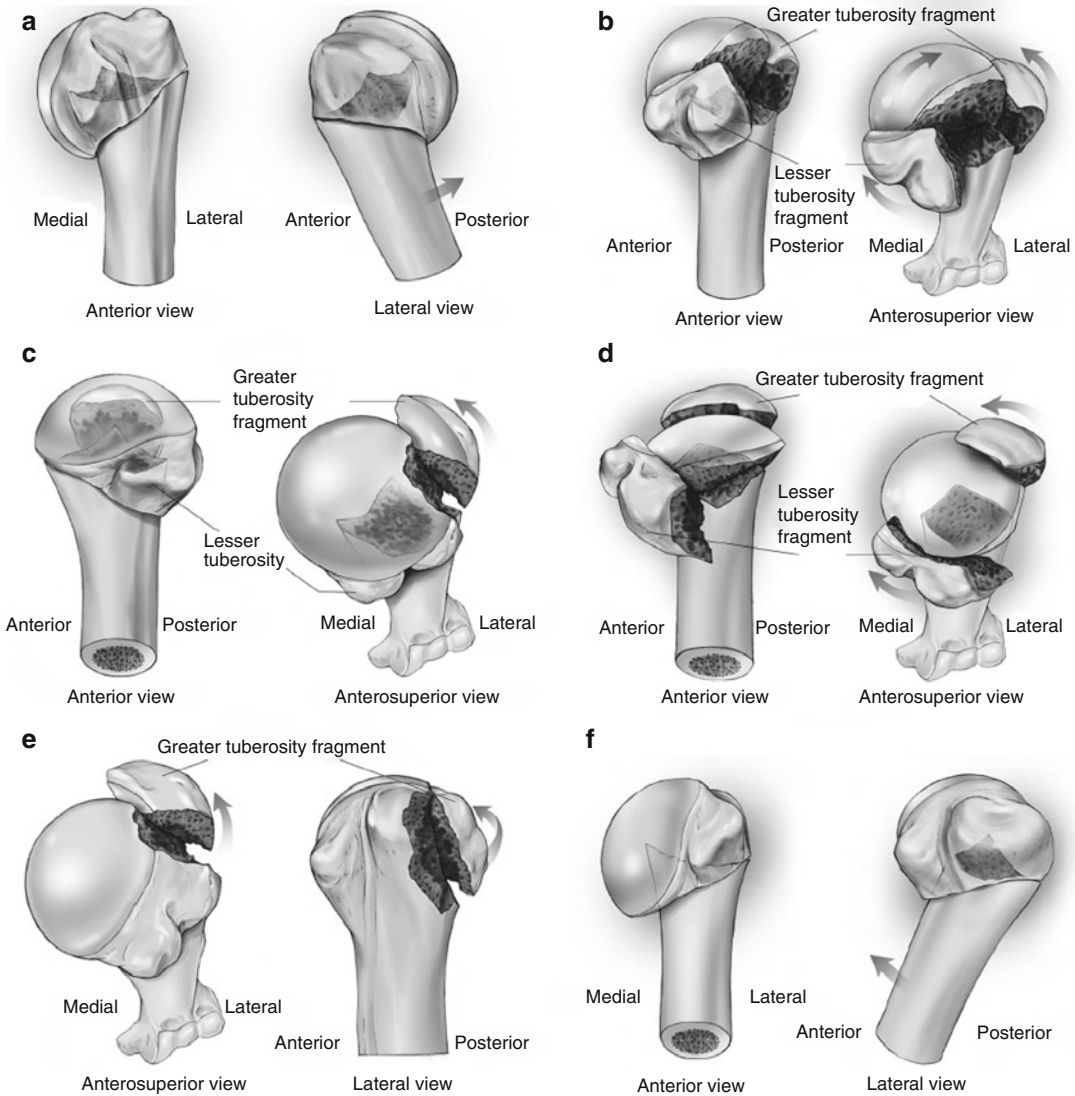 a
Medial
Lateral
Anterior view
Anterior
Posterior
Lateral view
b
Greater tuberosity fragment
Lesser
tuberosity
fragment
Anterior
Posterior
Medial
Lateral
Anterior view
Anterosuperior view
c
Greater
tuberosity
fragment
Lesser
tuberosity
Anterior
Posterior
Medial
Lateral
Anterior view
Anterosuperior view
d
Greater tuberosity fragment
Lesser
tuberosity
fragment
Anterior
Posterior
Medial
Lateral
Anterior view
Anterosuperior view
e
Greater tuberosity fragment
Medial
Lateral
Anterior
Posterior
Anterosuperior view
Lateral view
f
Medial
Lateral
Anterior
Posterior
Anterior view
Lateral view